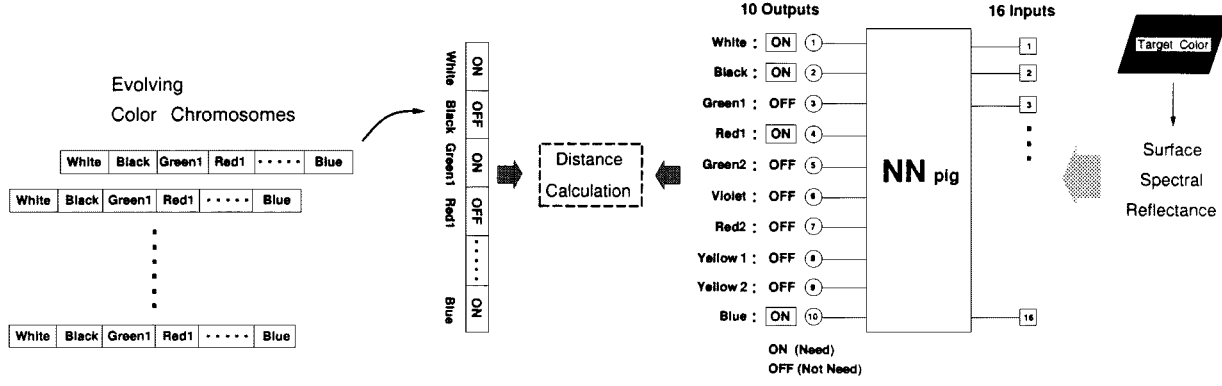 Evolving
Color Chromosomes
White Black Green1 Red1 ..... Blue
White Black Green1 Red1 ..... Blue
White Black Green1 Red1 ..... Blue
White ON
Black OFF
Green1 ON
Red1 OFF
......
Blue ON
Distance
Calculation
10 Outputs
White : ON 1
Black : ON 2
Green1 : OFF 3
Red1 : ON 4
Green2 : OFF 5
Violet : OFF 6
Red2 : OFF 7
Yellow 1 : OFF 8
Yellow 2 : OFF 9
Blue : ON 10
ON (Need)
OFF (Not Need)
NN pig
16 Inputs
1
2
3
16
Target Color
Surface
Spectral
Reflectance